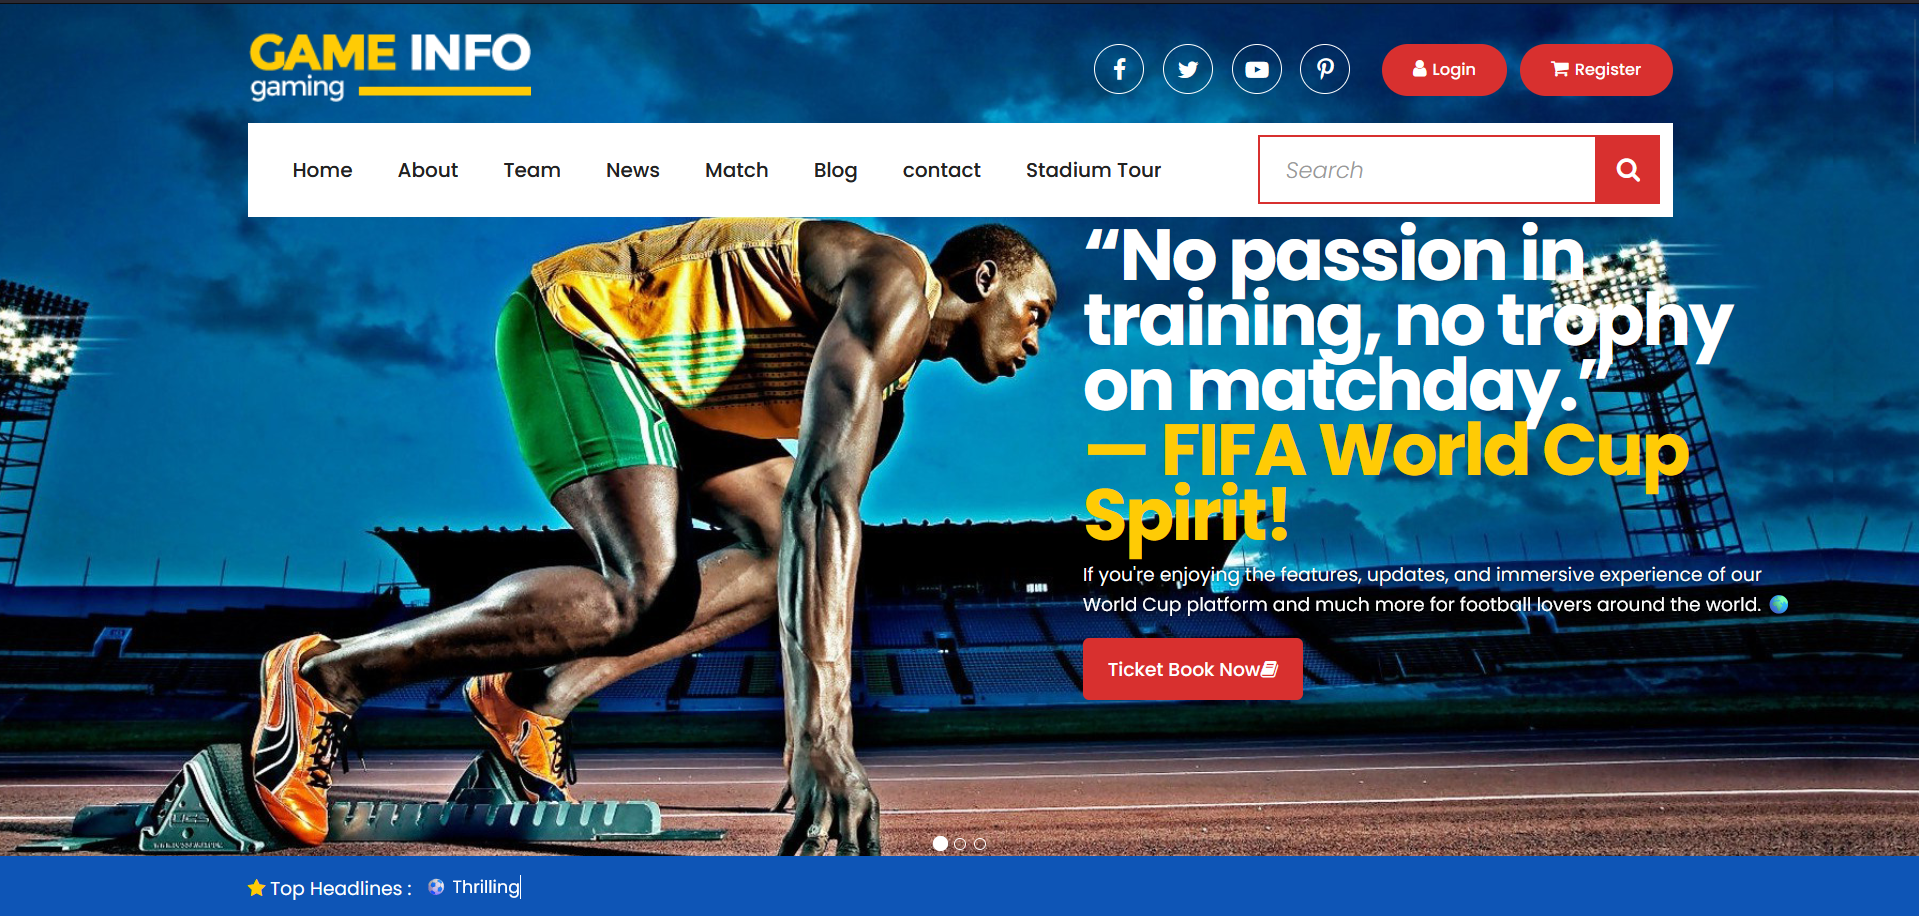 GAME INFO
gaming
Login
Register
Home
About
Team
News
Match
Blog
contact
Stadium Tour
Search
“No passion in
training, no trophy
on matchday.”
— FIFA World Cup
Spirit!
If you're enjoying the features, updates, and immersive experience of our
World Cup platform and much more for football lovers around the world. 🌍
Ticket Book Now
UCS
Top Headlines :
⚽ Thrilling